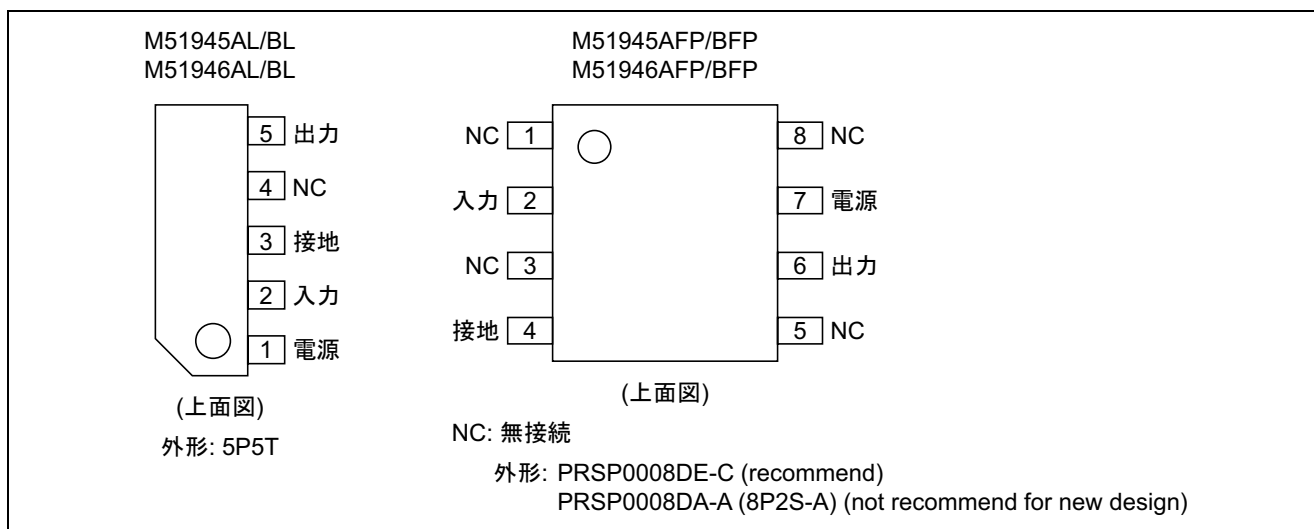 M51945AL/BL
M51946AL/BL
5 出力
4 NC
3 接地
2 入力
1 電源
(上面図)
外形: 5P5T
M51945AFP/BFP
M51946AFP/BFP
NC 1
8 NC
入力 2
7 電源
NC 3
6 出力
接地 4
5 NC
(上面図)
NC: 無接続
外形: PRSP0008DE-C (recommend)
PRSP0008DA-A (8P2S-A) (not recommend for new design)